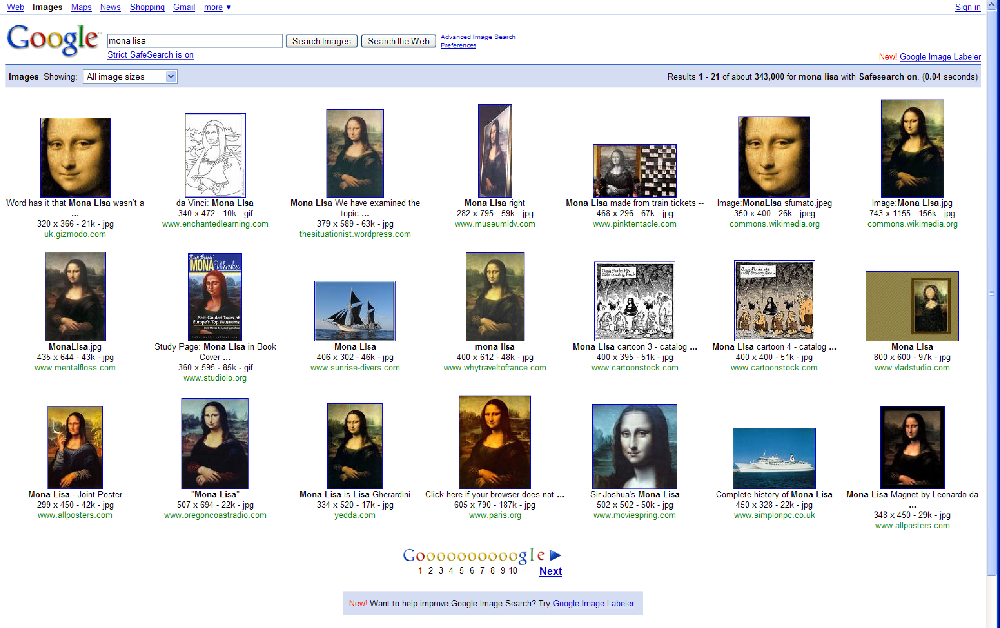 Web Images Maps News Shopping Gmail more ▼ Sign in
Google™
mona lisa
Search Images Search the Web
Advanced Image Search
Preferences
Strict SafeSearch is on
New! Google Image Labeler
Images Showing: All image sizes
Results 1 - 21 of about 343,000 for mona lisa with Safesearch on. (0.04 seconds)
Word has it that Mona Lisa wasn't a
...
320 x 366 - 21k - jpg
uk.gizmodo.com
da Vinci: Mona Lisa
340 x 472 - 10k - gif
www.enchantedlearning.com
Mona Lisa We have examined the
topic ...
379 x 589 - 63k - jpg
thesituationist.wordpress.com
Mona Lisa right
282 x 795 - 59k - jpg
www.museumldv.com
Mona Lisa made from train tickets --
468 x 296 - 67k - jpg
www.pinktentacle.com
Image:MonaLisa sfumato.jpeg
350 x 400 - 26k - jpeg
commons.wikimedia.org
Image:Mona Lisa.jpg
743 x 1155 - 156k - jpg
commons.wikimedia.org
MonaLisa.jpg
435 x 644 - 43k - jpg
www.mentalfloss.com
Rick Steves'
MONA Winks
Self-Guided Tours of
Europe's Top Museums
Rick Steves & Gene Openshaw
John Muir Publications
Study Page: Mona Lisa in Book
Cover ...
360 x 595 - 85k - gif
www.studiolo.org
Mona Lisa
406 x 302 - 46k - jpg
www.sunrise-divers.com
mona lisa
400 x 612 - 48k - jpg
www.whytraveltofrance.com
Oogg flunks his
cave drawing final-
Mona Lisa cartoon 3 - catalog ...
400 x 395 - 51k - jpg
www.cartoonstock.com
Oogg flunks his
cave drawing final-
Mona Lisa cartoon 4 - catalog ...
400 x 400 - 51k - jpg
www.cartoonstock.com
Mona Lisa
800 x 600 - 97k - jpg
www.vladstudio.com
Mona Lisa - Joint Poster
299 x 450 - 42k - jpg
www.allposters.com
"Mona Lisa"
507 x 694 - 22k - jpg
www.oregoncoastradio.com
Mona Lisa is Lisa Gherardini
334 x 520 - 17k - jpg
yedda.com
Click here if your browser does not ...
605 x 790 - 187k - jpg
www.paris.org
Sir Joshua's Mona Lisa
502 x 502 - 50k - jpg
www.moviespring.com
Complete history of Mona Lisa
450 x 328 - 22k - jpg
www.simplonpc.co.uk
Mona Lisa Magnet by Leonardo da
...
348 x 450 - 29k - jpg
www.allposters.com
Goooooooooogle
1 2 3 4 5 6 7 8 9 10 Next
New! Want to help improve Google Image Search? Try Google Image Labeler.